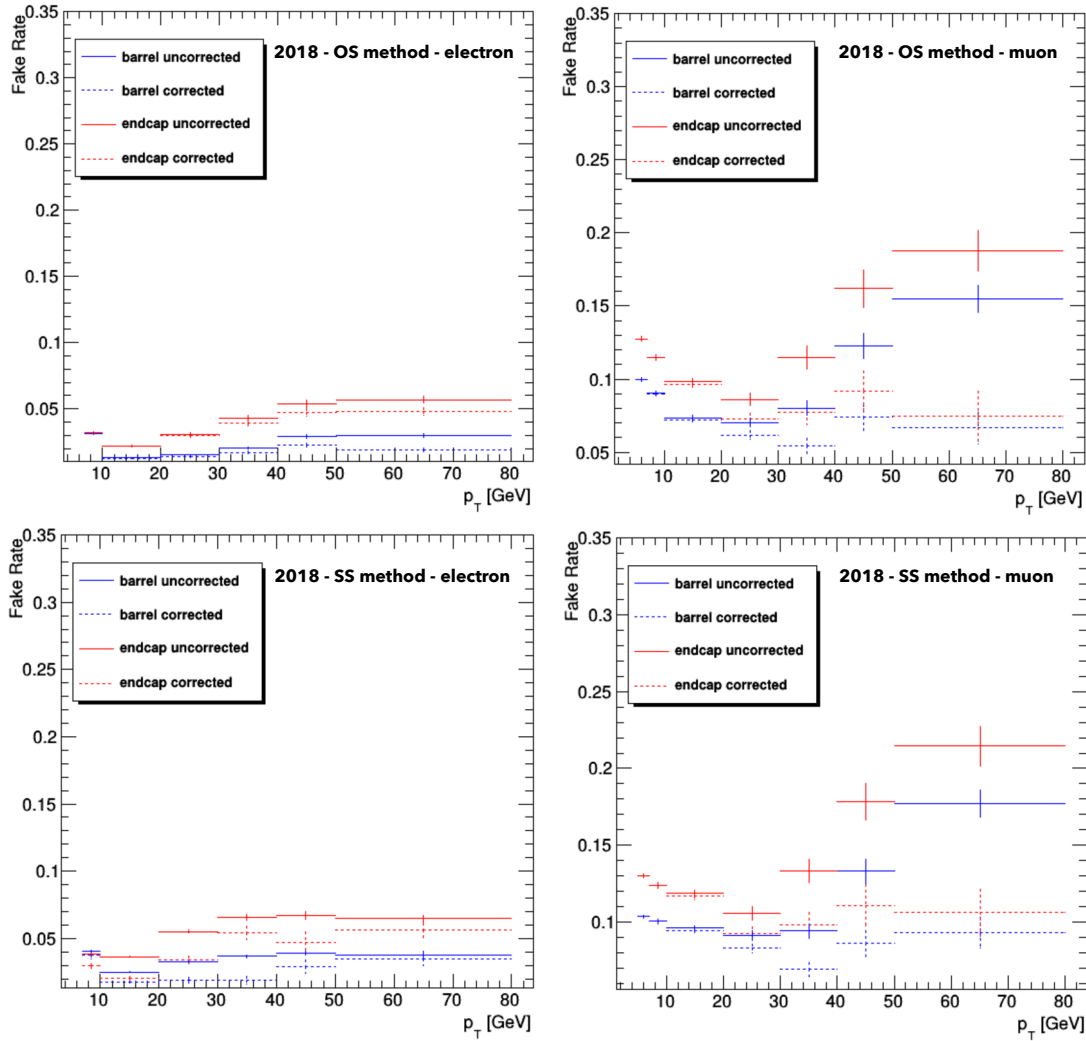 2018 - OS method - electron
Fake Rate
0.35
0.3
0.25
0.2
0.15
0.1
0.05
barrel uncorrected
barrel corrected
endcap uncorrected
endcap corrected
10 20 30 40 50 60 70 80
p_T [GeV]
2018 - OS method - muon
Fake Rate
0.35
0.3
0.25
0.2
0.15
0.1
0.05
barrel uncorrected
barrel corrected
endcap uncorrected
endcap corrected
10 20 30 40 50 60 70 80
p_T [GeV]
2018 - SS method - electron
Fake Rate
0.35
0.3
0.25
0.2
0.15
0.1
0.05
barrel uncorrected
barrel corrected
endcap uncorrected
endcap corrected
10 20 30 40 50 60 70 80
p_T [GeV]
2018 - SS method - muon
Fake Rate
0.35
0.3
0.25
0.2
0.15
0.1
barrel uncorrected
barrel corrected
endcap uncorrected
endcap corrected
10 20 30 40 50 60 70 80
p_T [GeV]